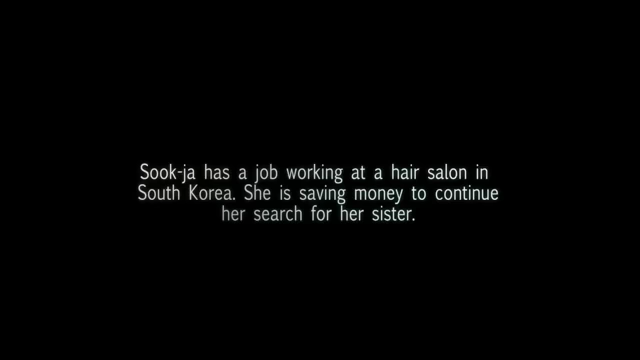 Sook-ja has a job working at a hair salon in
South Korea. She is saving money to continue
her search for her sister.